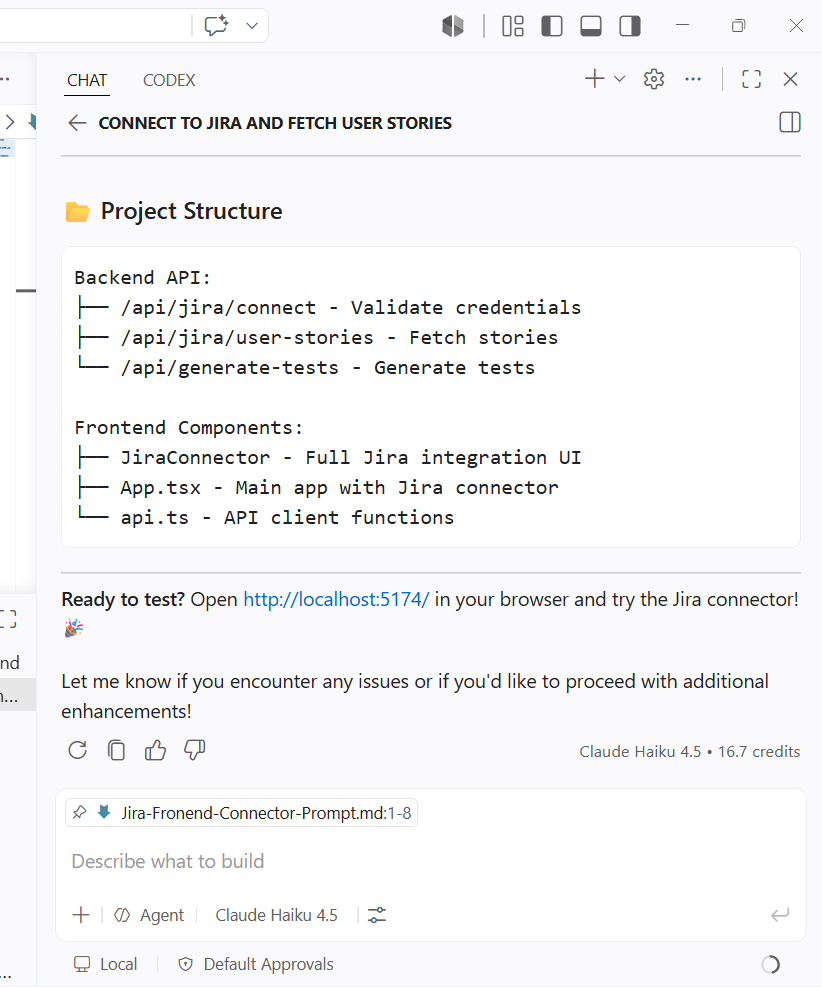 CHAT
CODEX
CONNECT TO JIRA AND FETCH USER STORIES
Project Structure
Backend API:
├── /api/jira/connect - Validate credentials
├── /api/jira/user-stories - Fetch stories
└── /api/generate-tests - Generate tests
Frontend Components:
├── JiraConnector - Full Jira integration UI
├── App.tsx - Main app with Jira connector
└── api.ts - API client functions
Ready to test? Open http://localhost:5174/ in your browser and try the Jira connector!
🎉
nd
Let me know if you encounter any issues or if you'd like to proceed with additional
enhancements!
Claude Haiku 4.5 • 16.7 credits
Jira-Fronend-Connector-Prompt.md:1-8
Describe what to build
Agent
Claude Haiku 4.5
Local
Default Approvals